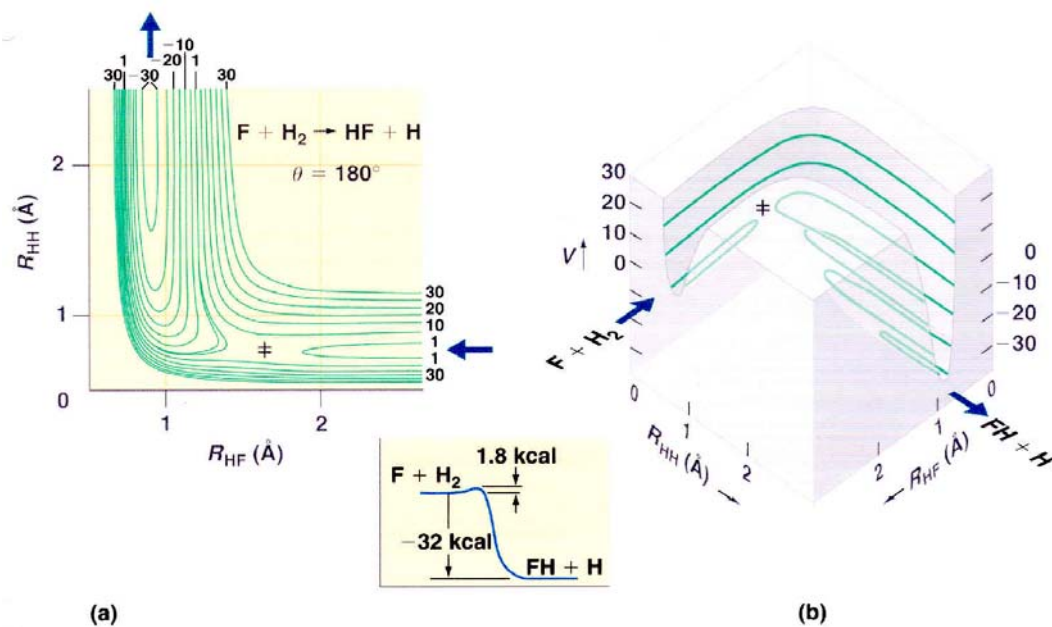 −10
1 −20 1
30 −30 30
F + H₂ → HF + H
θ = 180°
2
R_HH (Å)
1
30
20
10
‡
1
1
30
0
1
2
R_HF (Å)
(a)
F + H₂
1.8 kcal
−32 kcal
FH + H
30
20
10
0
V ↑
‡
0
−10
−20
−30
F + H₂
FH + H
0
1
2
R_HH (Å)
0
1
2
R_HF (Å)
(b)